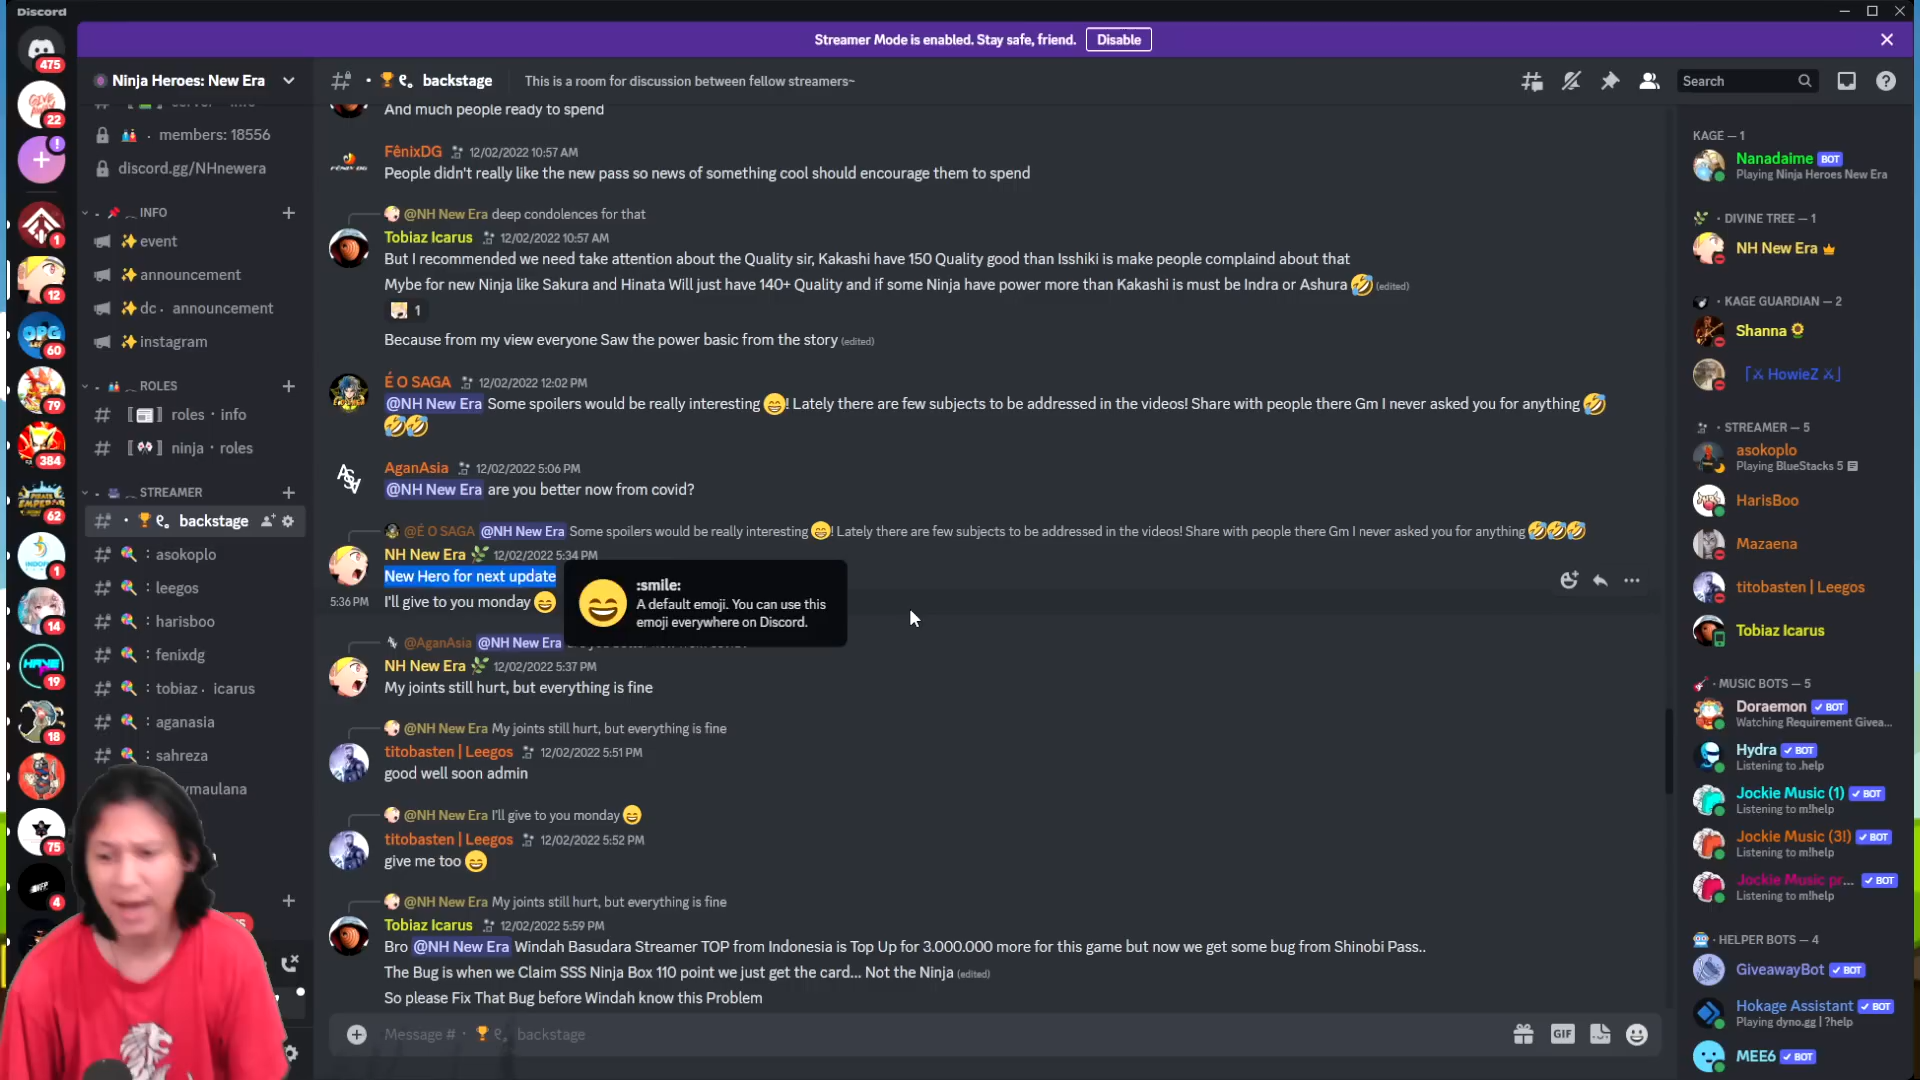 Discord
Streamer Mode is enabled. Stay safe, friend.
Disable
475
22
1
12
60
79
384
62
1
14
19
18
75
4
Ninja Heroes: New Era
members: 18556
discord.gg/NHnewera
INFO
event
announcement
dc. announcement
instagram
ROLES
roles · info
ninja · roles
STREAMER
backstage
: asokoplo
: leegos
: harisboo
: fenixdg
: tobiaz. icarus
: aganasia
: sahreza
backstage
This is a room for discussion between fellow streamers~
Search
And much people ready to spend
FênixDG 12/02/2022 10:57 AM
People didn't really like the new pass so news of something cool should encourage them to spend
@NH New Era deep condolences for that
Tobiaz Icarus 12/02/2022 10:57 AM
But I recommended we need take attention about the Quality sir, Kakashi have 150 Quality good than Isshiki is make people complaind about that
Mybe for new Ninja like Sakura and Hinata Will just have 140+ Quality and if some Ninja have power more than Kakashi is must be Indra or Ashura 🤣 (edited)
1
Because from my view everyone Saw the power basic from the story (edited)
É O SAGA 12/02/2022 12:02 PM
@NH New Era Some spoilers would be really interesting 😄! Lately there are few subjects to be addressed in the videos! Share with people there Gm I never asked you for anything 🤣
🤣🤣
AganAsia 12/02/2022 5:06 PM
@NH New Era are you better now from covid?
@É O SAGA @NH New Era Some spoilers would be really interesting 😄! Lately there are few subjects to be addressed in the videos! Share with people there Gm I never asked you for anything 🤣🤣🤣
NH New Era 12/02/2022 5:34 PM
New Hero for next update
5:36 PM I'll give to you monday 😄
:smile:
A default emoji. You can use this
emoji everywhere on Discord.
@AganAsia @NH New Era
NH New Era 12/02/2022 5:37 PM
My joints still hurt, but everything is fine
@NH New Era My joints still hurt, but everything is fine
titobasten | Leegos 12/02/2022 5:51 PM
good well soon admin
@NH New Era I'll give to you monday 😄
titobasten | Leegos 12/02/2022 5:52 PM
give me too 😄
@NH New Era My joints still hurt, but everything is fine
Tobiaz Icarus 12/02/2022 5:59 PM
Bro @NH New Era Windah Basudara Streamer TOP from Indonesia is Top Up for 3.000.000 more for this game but now we get some bug from Shinobi Pass..
The Bug is when we Claim SSS Ninja Box 110 point we just get the card... Not the Ninja (edited)
So please Fix That Bug before Windah know this Problem
Message # · backstage
GIF
KAGE — 1
Nanadaime BOT
Playing Ninja Heroes New Era
· DIVINE TREE — 1
NH New Era
· KAGE GUARDIAN — 2
Shanna
「⚔ HowieZ ⚔」
· STREAMER — 5
asokoplo
Playing BlueStacks 5
HarisBoo
Mazaena
titobasten | Leegos
Tobiaz Icarus
· MUSIC BOTS — 5
Doraemon BOT
Watching Requirement Givea...
Hydra BOT
Listening to .help
Jockie Music (1) BOT
Listening to m!help
Jockie Music (3!) BOT
Listening to m!help
Jockie Music pr... BOT
Listening to m!help
· HELPER BOTS — 4
GiveawayBot BOT
Hokage Assistant BOT
Playing dyno.gg | ?help
MEE6 BOT